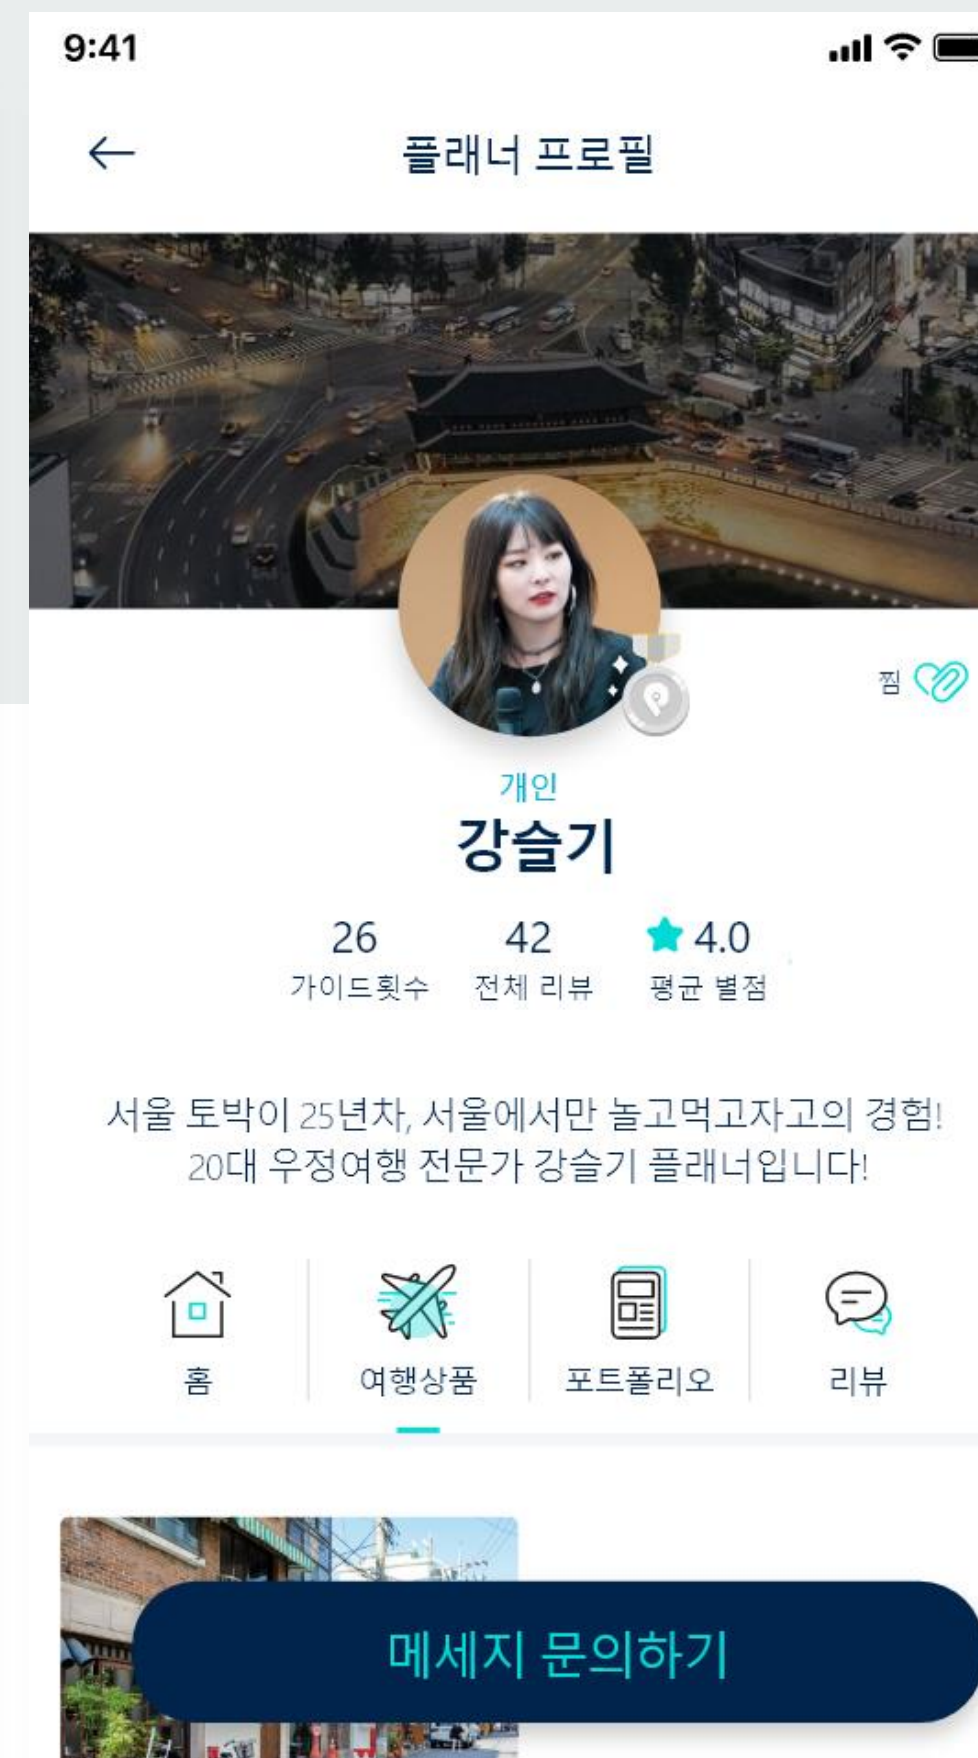 9:41
플래너 프로필
찜
개인
강슬기
26 42 4.0
가이드횟수 전체 리뷰 평균 별점
서울 토박이 25년차, 서울에서만 놀고먹고자고의 경험!
20대 우정여행 전문가 강슬기 플래너입니다!
홈 여행상품 포트폴리오 리뷰
메세지 문의하기